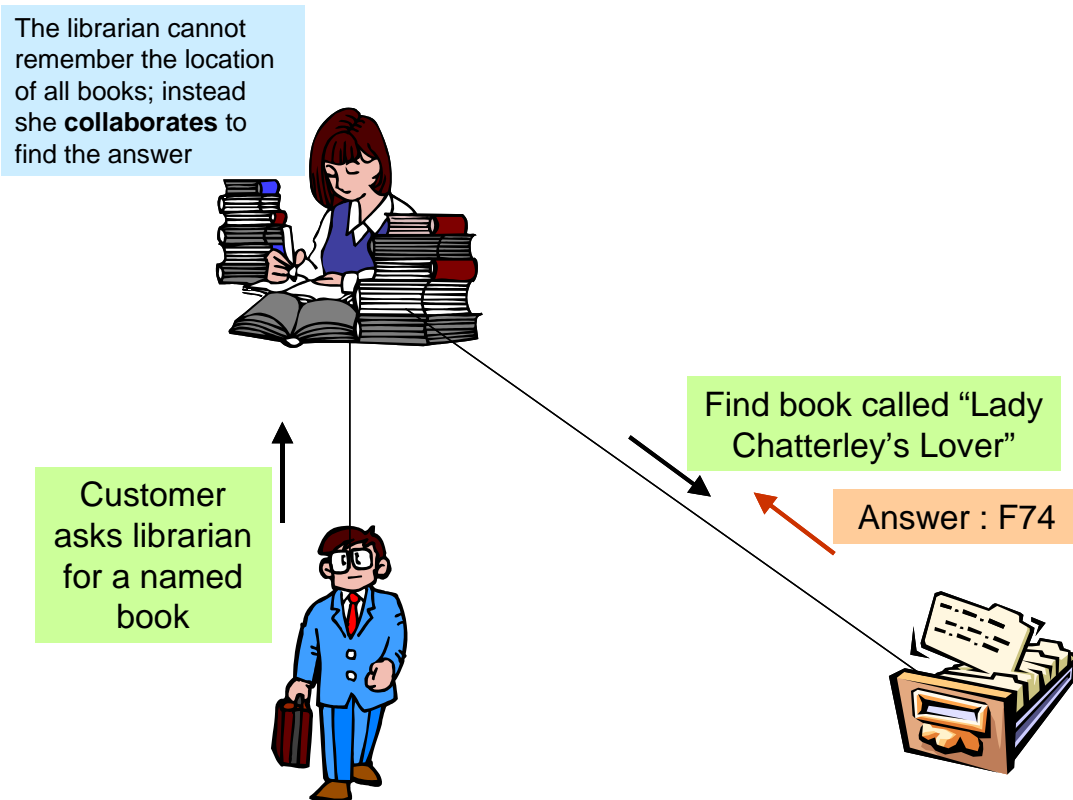 The librarian cannot
remember the location
of all books; instead
she collaborates to
find the answer
Find book called “Lady
Chatterley’s Lover”
Answer : F74
Customer
asks librarian
for a named
book